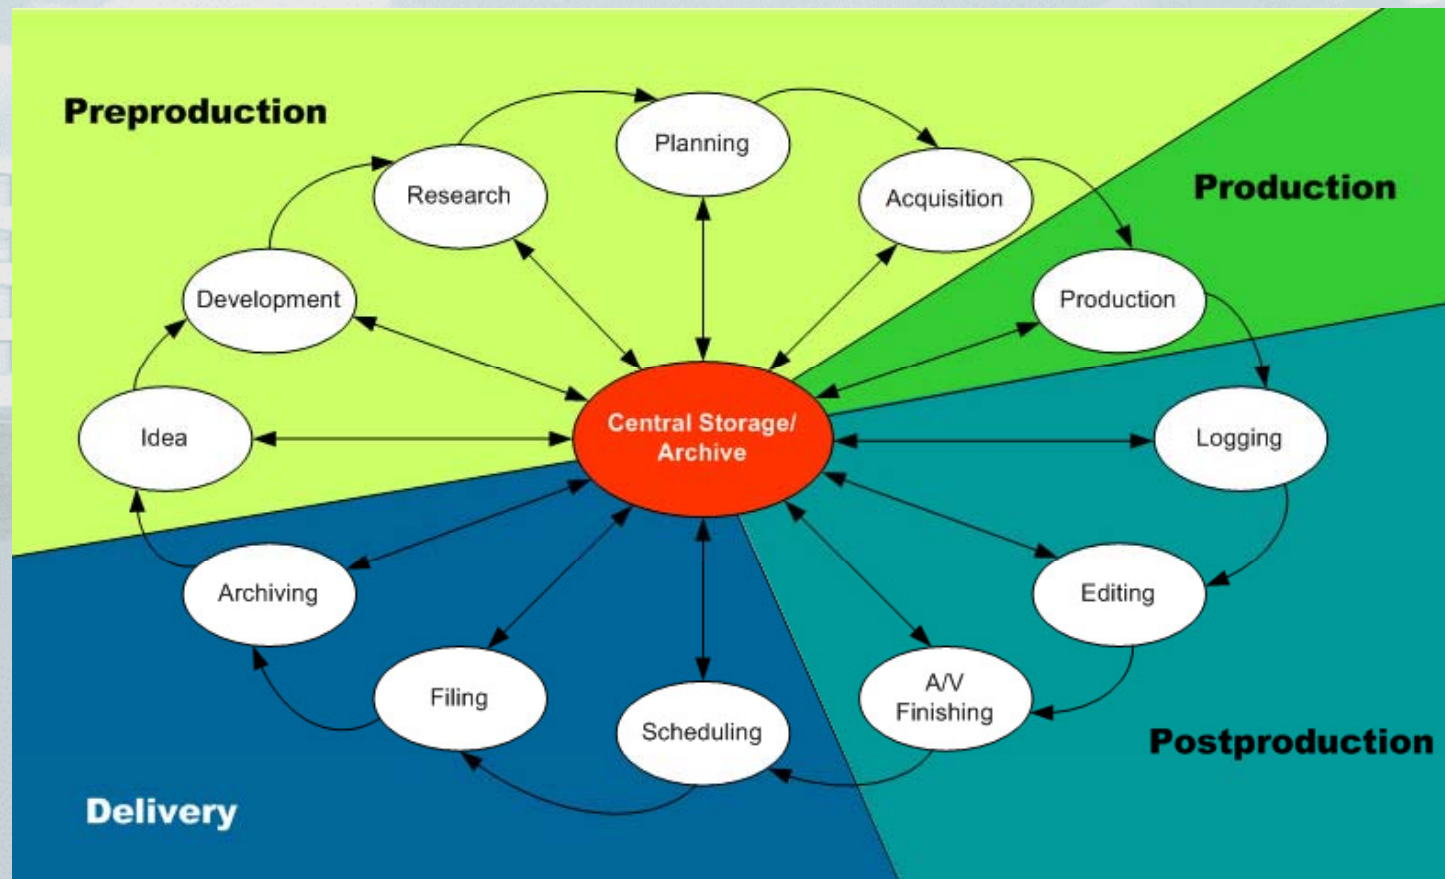 Preproduction
Planning
Research
Acquisition
Production
Development
Production
Central Storage/
Archive
Idea
Logging
Archiving
Editing
Filing
A/V
Finishing
Scheduling
Postproduction
Delivery